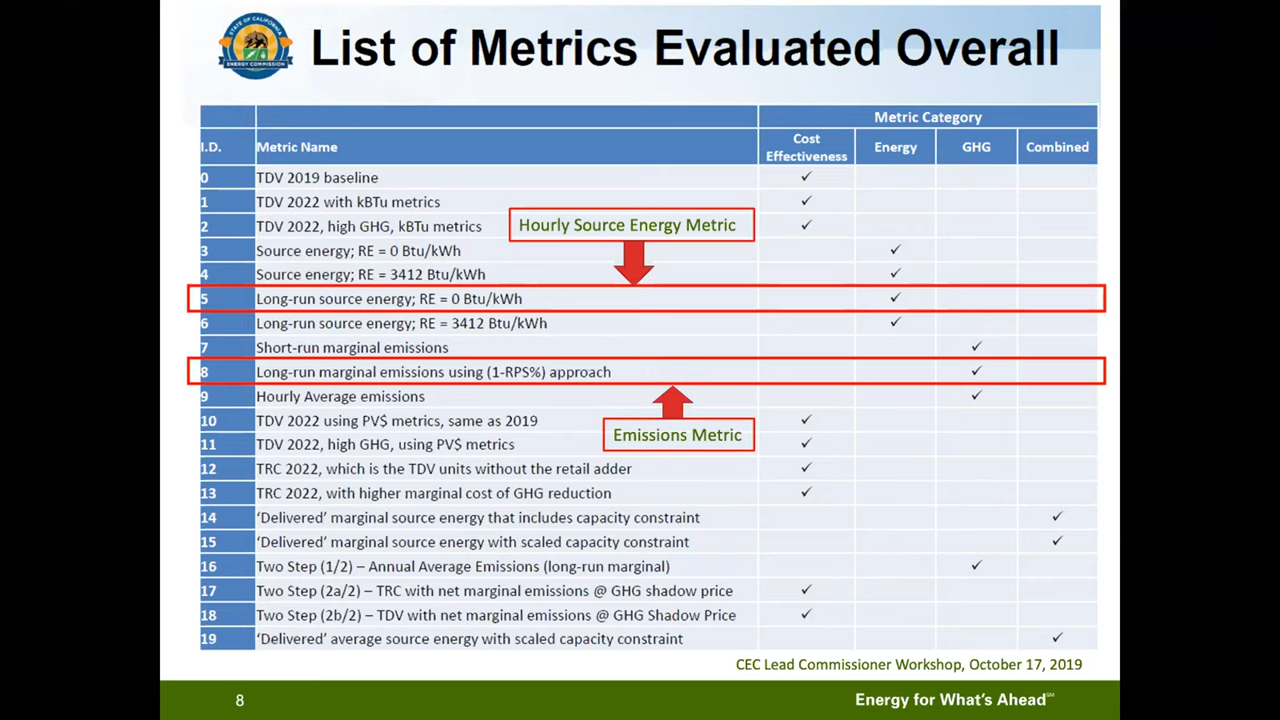 STATE OF CALIFORNIA
ENERGY COMMISSION
List of Metrics Evaluated Overall
Metric Category
I.D. Metric Name Cost Effectiveness Energy GHG Combined
0 TDV 2019 baseline ✓
1 TDV 2022 with kBTu metrics ✓
2 TDV 2022, high GHG, kBTu metrics ✓
Hourly Source Energy Metric
3 Source energy; RE = 0 Btu/kWh ✓
4 Source energy; RE = 3412 Btu/kWh ✓
5 Long-run source energy; RE = 0 Btu/kWh ✓
6 Long-run source energy; RE = 3412 Btu/kWh ✓
7 Short-run marginal emissions ✓
8 Long-run marginal emissions using (1-RPS%) approach ✓
9 Hourly Average emissions ✓
10 TDV 2022 using PV$ metrics, same as 2019 ✓
Emissions Metric
11 TDV 2022, high GHG, using PV$ metrics ✓
12 TRC 2022, which is the TDV units without the retail adder ✓
13 TRC 2022, with higher marginal cost of GHG reduction ✓
14 ‘Delivered’ marginal source energy that includes capacity constraint ✓
15 ‘Delivered’ marginal source energy with scaled capacity constraint ✓
16 Two Step (1/2) – Annual Average Emissions (long-run marginal) ✓
17 Two Step (2a/2) – TRC with net marginal emissions @ GHG shadow price ✓
18 Two Step (2b/2) – TDV with net marginal emissions @ GHG Shadow Price ✓
19 ‘Delivered’ average source energy with scaled capacity constraint ✓
CEC Lead Commissioner Workshop, October 17, 2019
8
Energy for What's Ahead℠